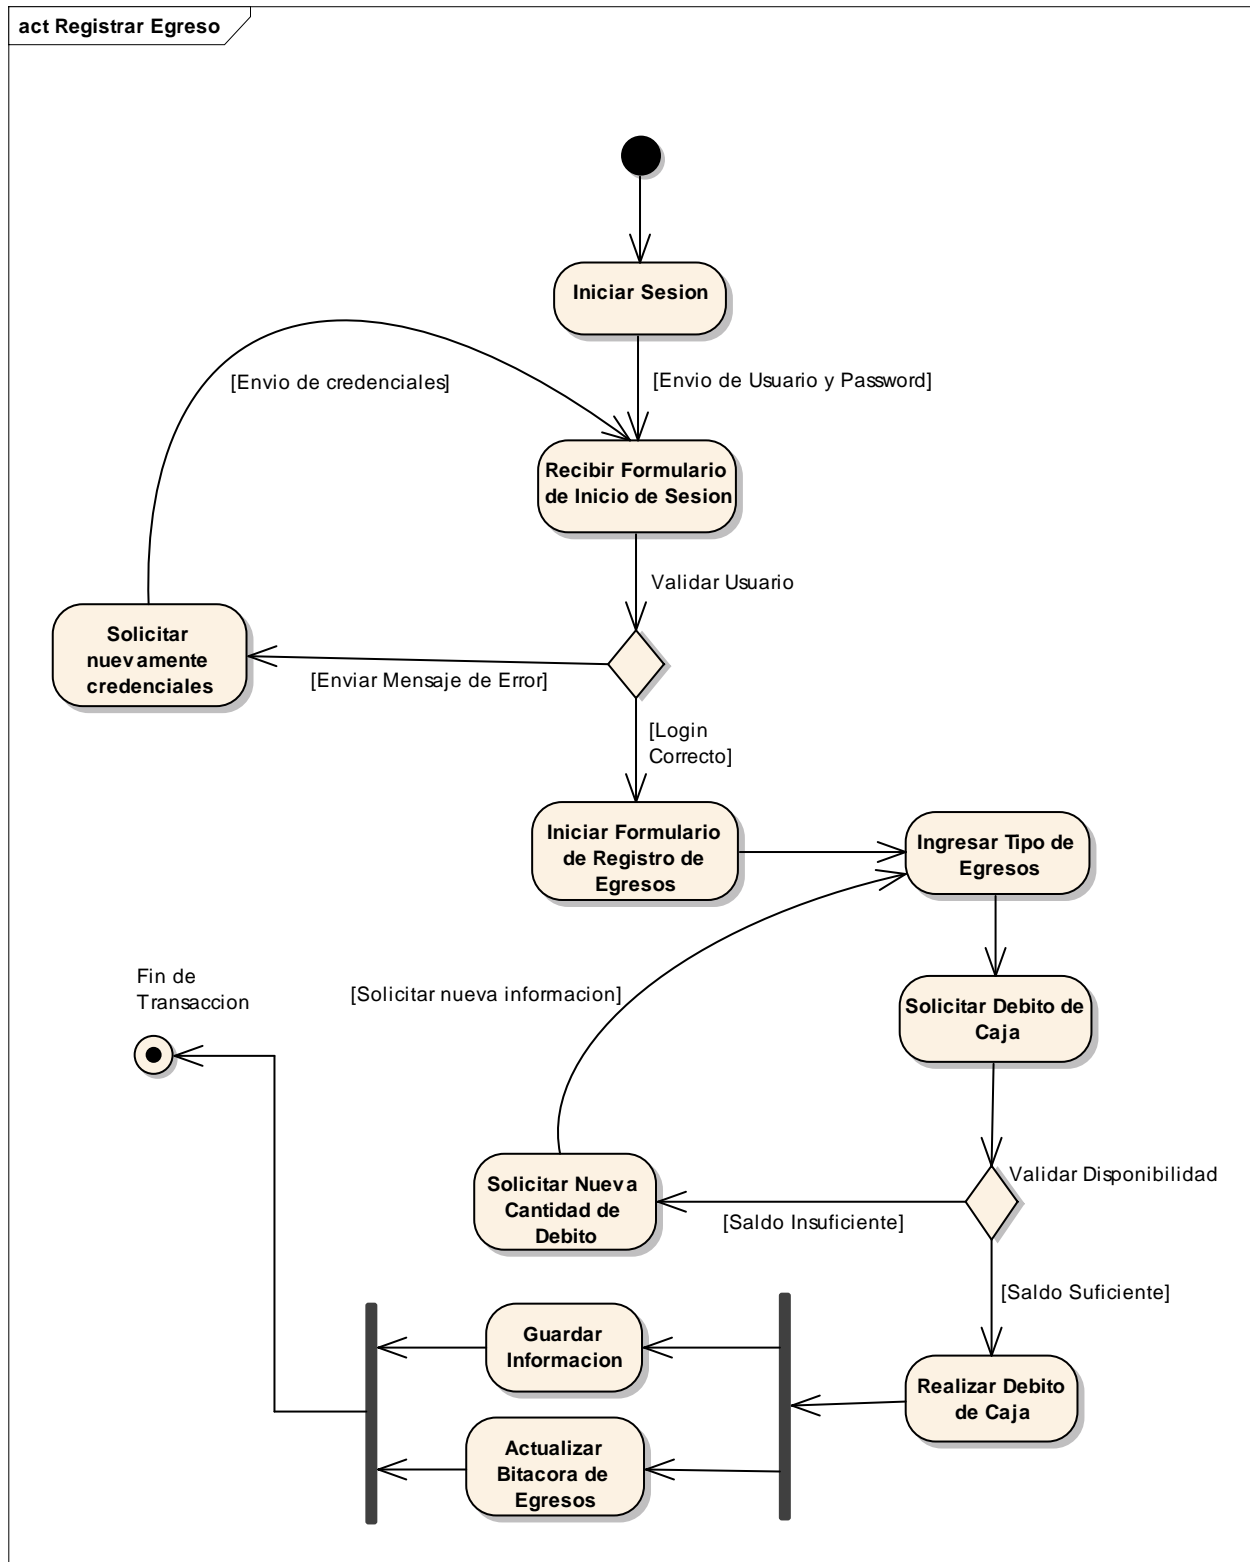 act Registrar Egreso
Iniciar Sesion
[Envio de credenciales]
[Envio de Usuario y Password]
Recibir Formulario
de Inicio de Sesion
Validar Usuario
Solicitar
nuevamente
credenciales
[Enviar Mensaje de Error]
[Login
Correcto]
Iniciar Formulario
de Registro de
Egresos
Ingresar Tipo de
Egresos
Fin de
Transaccion
[Solicitar nueva informacion]
Solicitar Debito de
Caja
Validar Disponibilidad
Solicitar Nueva
Cantidad de
Debito
[Saldo Insuficiente]
[Saldo Suficiente]
Guardar
Informacion
Realizar Debito
de Caja
Actualizar
Bitacora de
Egresos